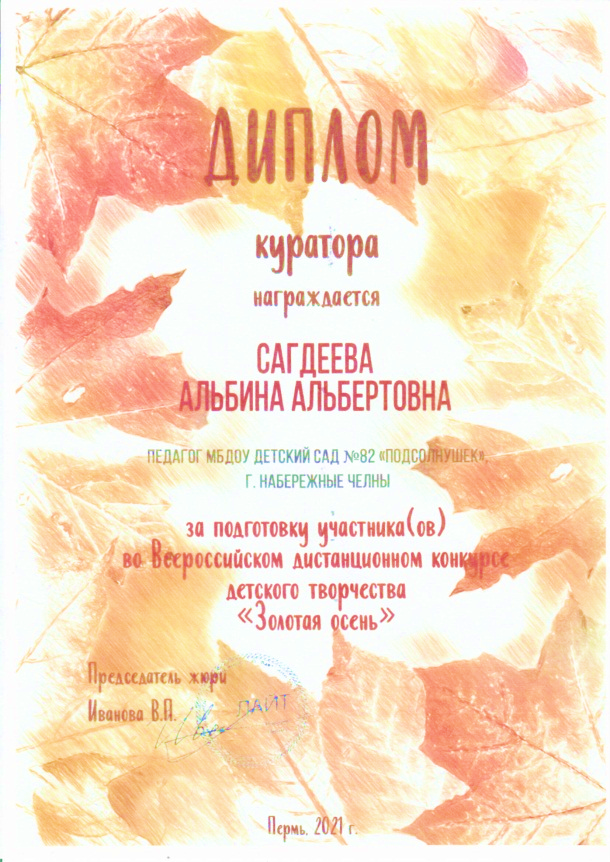 ДИПЛОМ
куратора
награждается
САГДЕЕВА
АЛЬБИНА АЛЬБЕРТОВНА
ПЕДАГОГ МБДОУ ДЕТСКИЙ САД №82 «ПОДСОЛНУШЕК»,
Г. НАБЕРЕЖНЫЕ ЧЕЛНЫ
за подготовку участника(ов)
во Всероссийском дистанционном конкурсе
детского творчества
«Золотая осень»
Председатель жюри
Иванова В.П.
ЛАЙТ
Пермь, 2021 г.